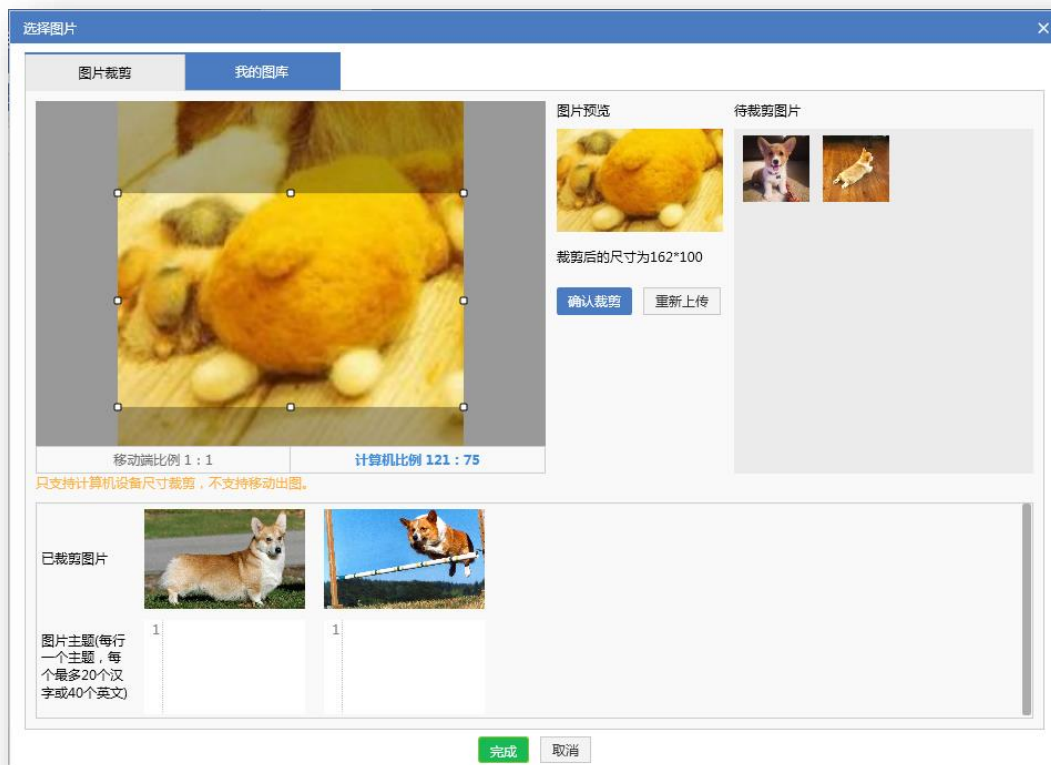 选择图片
图片裁剪
我的图库
图片预览
待裁剪图片
裁剪后的尺寸为162*100
确认裁剪
重新上传
移动端比例 1：1
计算机比例 121：75
只支持计算机设备尺寸裁剪，不支持移动出图。
已裁剪图片
图片主题(每行
一个主题，每
个最多20个汉
字或40个英文)
1
1
完成
取消